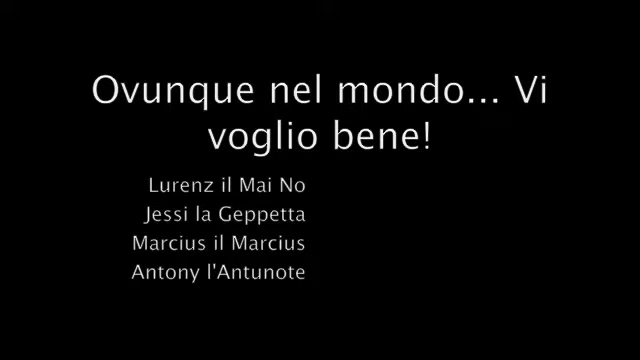 Ovunque nel mondo... Vi
voglio bene!
Lurenz il Mai No
Jessi la Geppetta
Marcius il Marcius
Antony l'Antunote